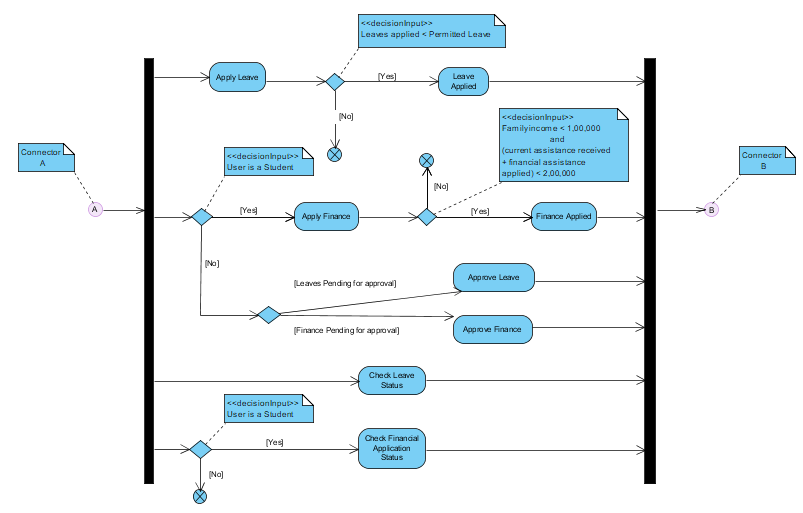 <<decisionInput>>
Leaves applied < Permitted Leave
Apply Leave
[Yes]
Leave
Applied
[No]
<<decisionInput>>
Family income < 1,00,000
and
(current assistance received
+ financial assistance
applied) < 2,00,000
Connector
A
<<decisionInput>>
User is a Student
Connector
B
[No]
A
[Yes]
Apply Finance
[Yes]
Finance Applied
B
[No]
[Leaves Pending for approval]
Approve Leave
[Finance Pending for approval]
Approve Finance
Check Leave
Status
<<decisionInput>>
User is a Student
[Yes]
Check Financial
Application
Status
[No]